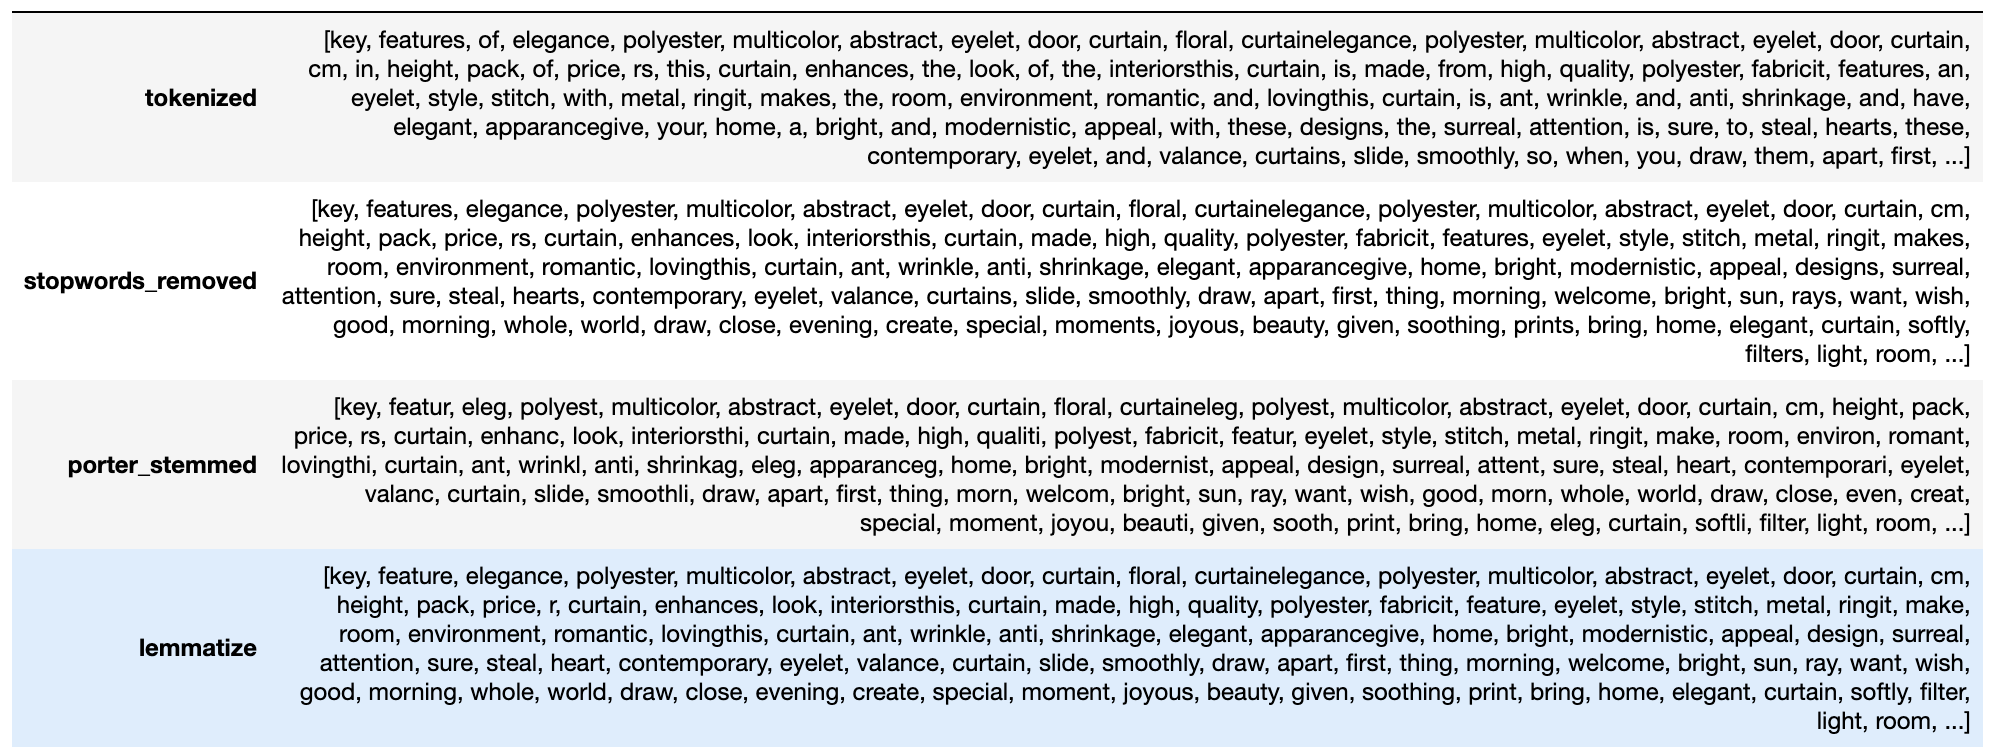 [key, features, of, elegance, polyester, multicolor, abstract, eyelet, door, curtain, floral, curtainelegance, polyester, multicolor, abstract, eyelet, door, curtain,
cm, in, height, pack, of, price, rs, this, curtain, enhances, the, look, of, the, interiorsthis, curtain, is, made, from, high, quality, polyester, fabricit, features, an,
tokenized eyelet, style, stitch, with, metal, ringit, makes, the, room, environment, romantic, and, lovingthis, curtain, is, ant, wrinkle, and, anti, shrinkage, and, have,
elegant, apparancegive, your, home, a, bright, and, modernistic, appeal, with, these, designs, the, surreal, attention, is, sure, to, steal, hearts, these,
contemporary, eyelet, and, valance, curtains, slide, smoothly, so, when, you, draw, them, apart, first, ...]
[key, features, elegance, polyester, multicolor, abstract, eyelet, door, curtain, floral, curtainelegance, polyester, multicolor, abstract, eyelet, door, curtain, cm,
height, pack, price, rs, curtain, enhances, look, interiorsthis, curtain, made, high, quality, polyester, fabricit, features, eyelet, style, stitch, metal, ringit, makes,
room, environment, romantic, lovingthis, curtain, ant, wrinkle, anti, shrinkage, elegant, apparancegive, home, bright, modernistic, appeal, designs, surreal,
stopwords_removed
attention, sure, steal, hearts, contemporary, eyelet, valance, curtains, slide, smoothly, draw, apart, first, thing, morning, welcome, bright, sun, rays, want, wish,
good, morning, whole, world, draw, close, evening, create, special, moments, joyous, beauty, given, soothing, prints, bring, home, elegant, curtain, softly,
filters, light, room, ...]
[key, featur, eleg, polyest, multicolor, abstract, eyelet, door, curtain, floral, curtaineleg, polyest, multicolor, abstract, eyelet, door, curtain, cm, height, pack,
price, rs, curtain, enhanc, look, interiorsthi, curtain, made, high, qualiti, polyest, fabricit, featur, eyelet, style, stitch, metal, ringit, make, room, environ, romant,
porter_stemmed lovingthi, curtain, ant, wrinkl, anti, shrinkag, eleg, apparanceg, home, bright, modernist, appeal, design, surreal, attent, sure, steal, heart, contemporari, eyelet,
valanc, curtain, slide, smoothli, draw, apart, first, thing, morn, welcom, bright, sun, ray, want, wish, good, morn, whole, world, draw, close, even, creat,
special, moment, joyou, beauti, given, sooth, print, bring, home, eleg, curtain, softli, filter, light, room, ...]
[key, feature, elegance, polyester, multicolor, abstract, eyelet, door, curtain, floral, curtainelegance, polyester, multicolor, abstract, eyelet, door, curtain, cm,
height, pack, price, r, curtain, enhances, look, interiorsthis, curtain, made, high, quality, polyester, fabricit, feature, eyelet, style, stitch, metal, ringit, make,
room, environment, romantic, lovingthis, curtain, ant, wrinkle, anti, shrinkage, elegant, apparancegive, home, bright, modernistic, appeal, design, surreal,
lemmatize
attention, sure, steal, heart, contemporary, eyelet, valance, curtain, slide, smoothly, draw, apart, first, thing, morning, welcome, bright, sun, ray, want, wish,
good, morning, whole, world, draw, close, evening, create, special, moment, joyous, beauty, given, soothing, print, bring, home, elegant, curtain, softly, filter,
light, room, ...]